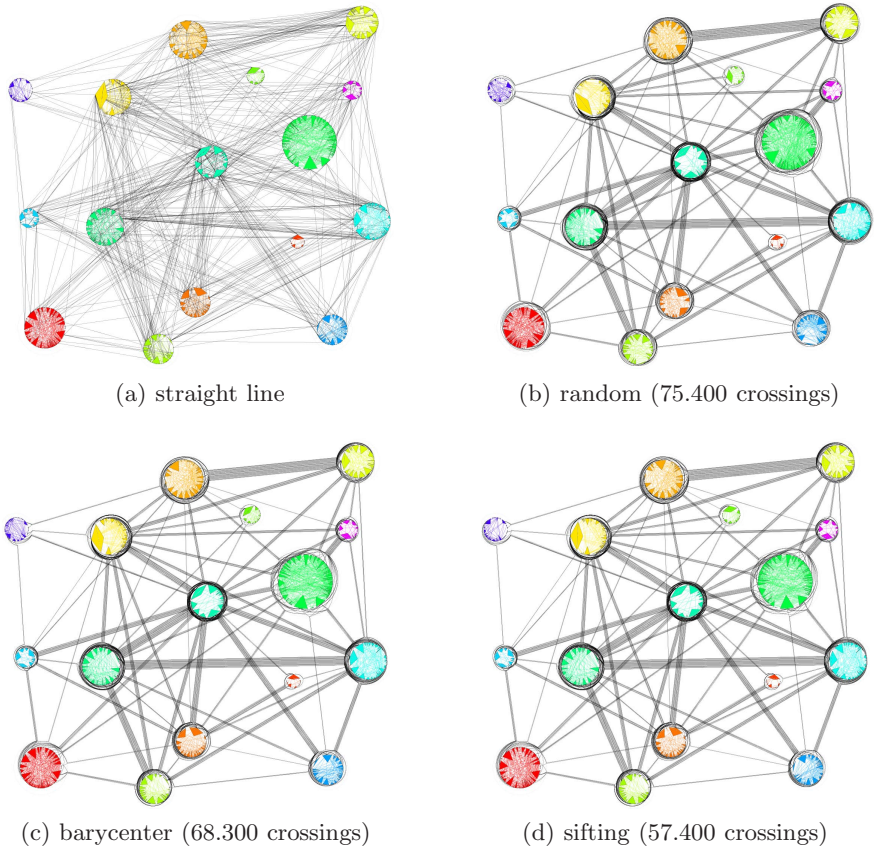 (a) straight line
(b) random (75.400 crossings)
(c) barycenter (68.300 crossings)
(d) sifting (57.400 crossings)